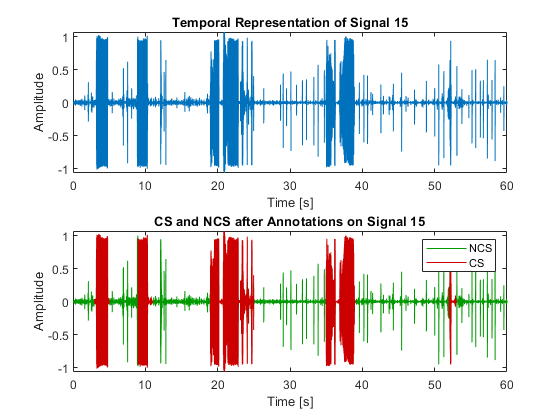 Temporal Representation of Signal 15
1
0.5
0
-0.5
-1
Amplitude
0 10 20 30 40 50 60
Time [s]
CS and NCS after Annotations on Signal 15
1
0.5
0
-0.5
-1
Amplitude
NCS
CS
0 10 20 30 40 50 60
Time [s]